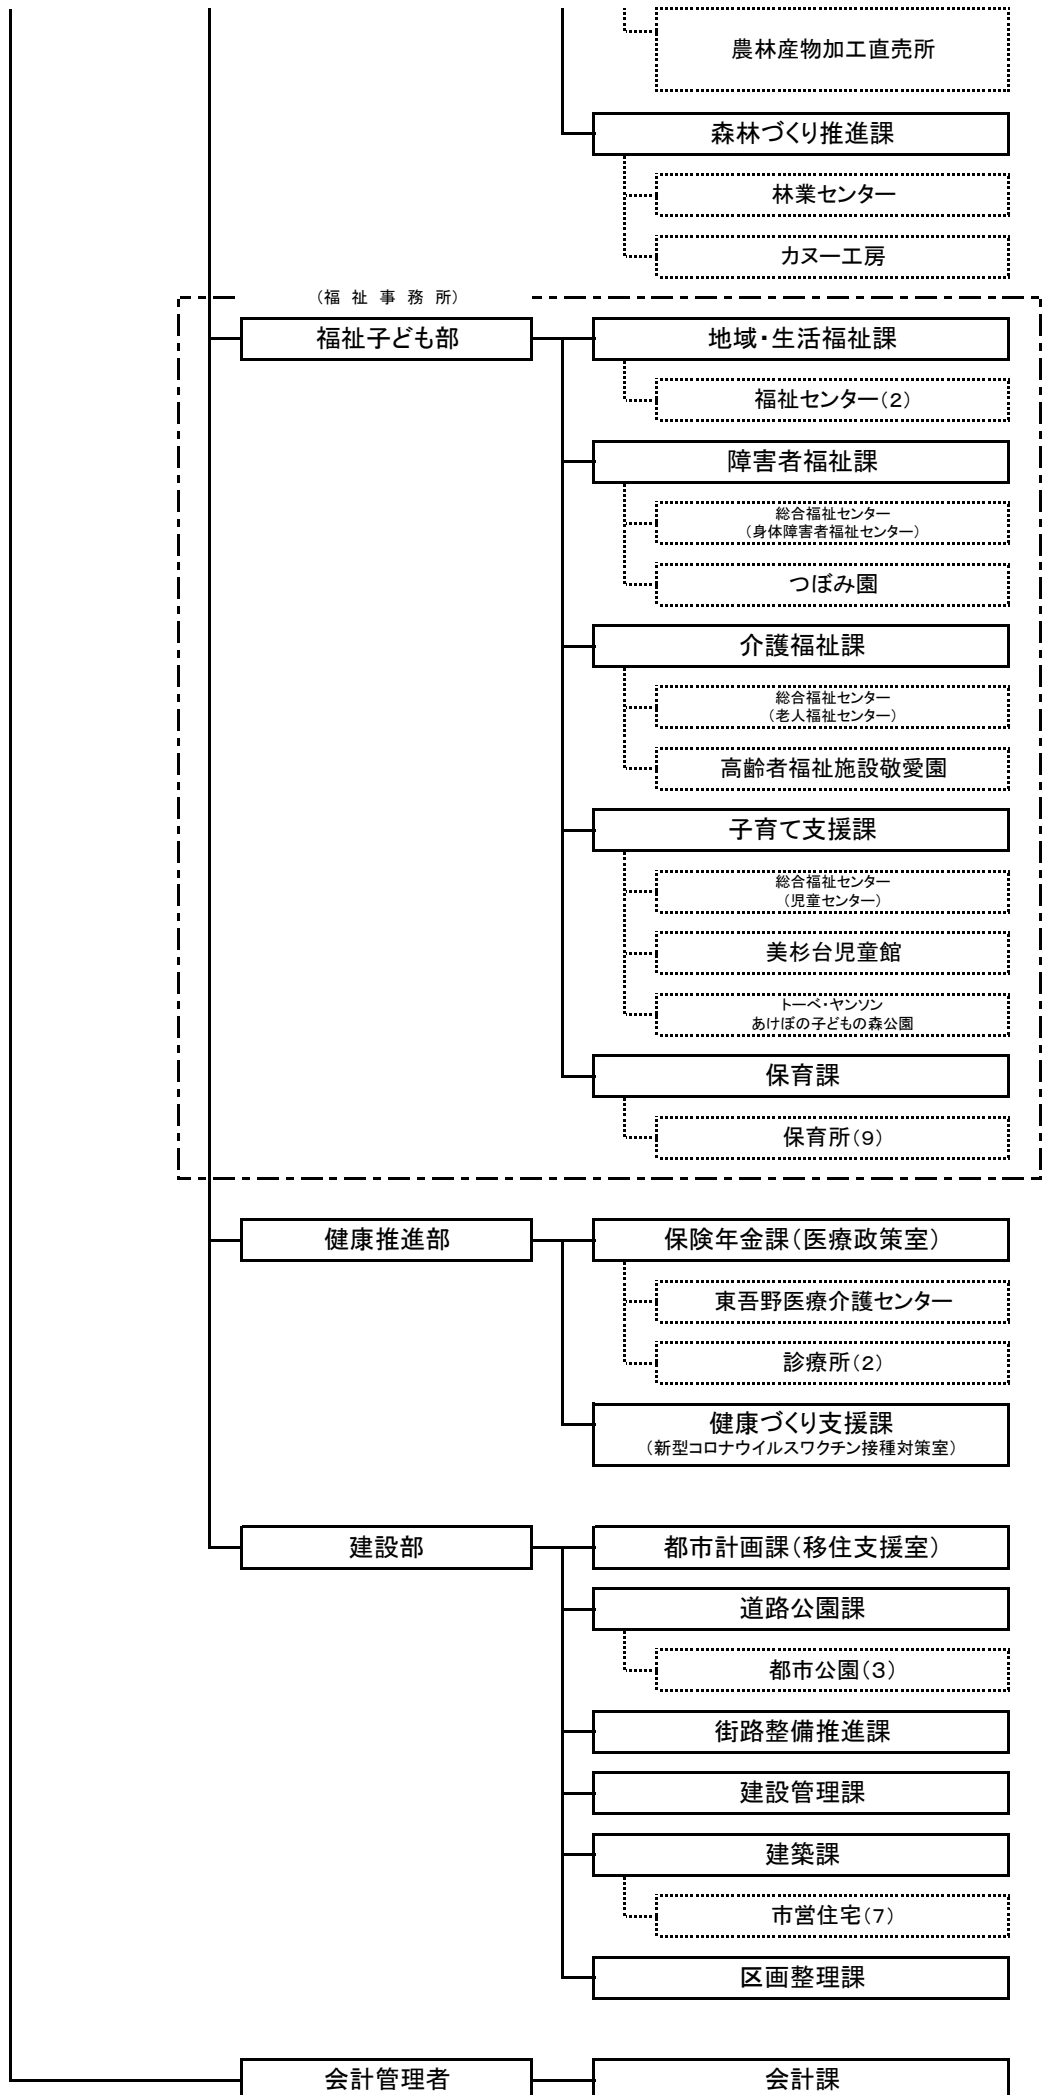 農林産物加工直売所
森林づくり推進課
林業センター
カヌー工房
（福 祉 事 務 所）
福祉子ども部
地域・生活福祉課
福祉センター（２）
障害者福祉課
総合福祉センター
（身体障害者福祉センター）
つぼみ園
介護福祉課
総合福祉センター
（老人福祉センター）
高齢者福祉施設敬愛園
子育て支援課
総合福祉センター
（児童センター）
美杉台児童館
トーベ・ヤンソン
あけぼの子どもの森公園
保育課
保育所（９）
健康推進部
保険年金課（医療政策室）
東吾野医療介護センター
診療所（２）
健康づくり支援課
（新型コロナウイルスワクチン接種対策室）
建設部
都市計画課（移住支援室）
道路公園課
都市公園（３）
街路整備推進課
建設管理課
建築課
市営住宅（７）
区画整理課
会計管理者
会計課